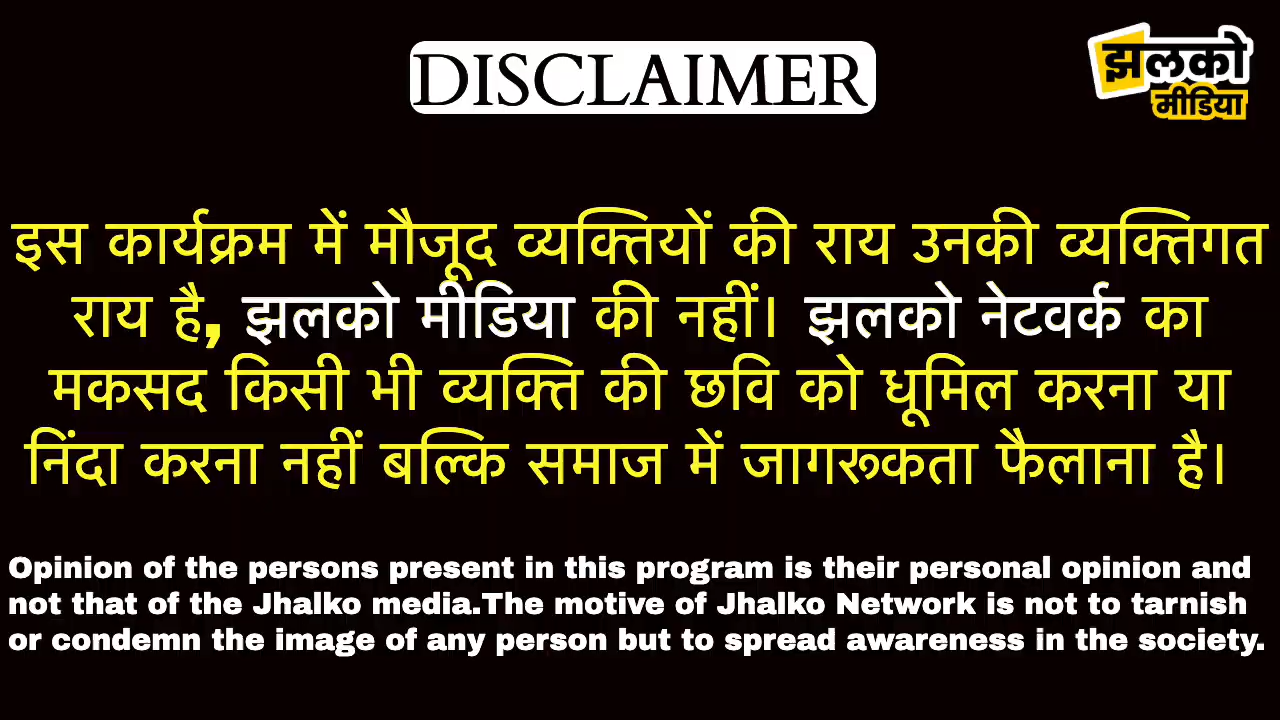 DISCLAIMER
झलको
मीडिया
इस कार्यक्रम में मौजूद व्यक्तियों की राय उनकी व्यक्तिगत
राय है, झलको मीडिया की नहीं। झलको नेटवर्क का
मकसद किसी भी व्यक्ति की छवि को धूमिल करना या
निंदा करना नहीं बल्कि समाज में जागरूकता फैलाना है।
Opinion of the persons present in this program is their personal opinion and
not that of the Jhalko media.The motive of Jhalko Network is not to tarnish
or condemn the image of any person but to spread awareness in the society.